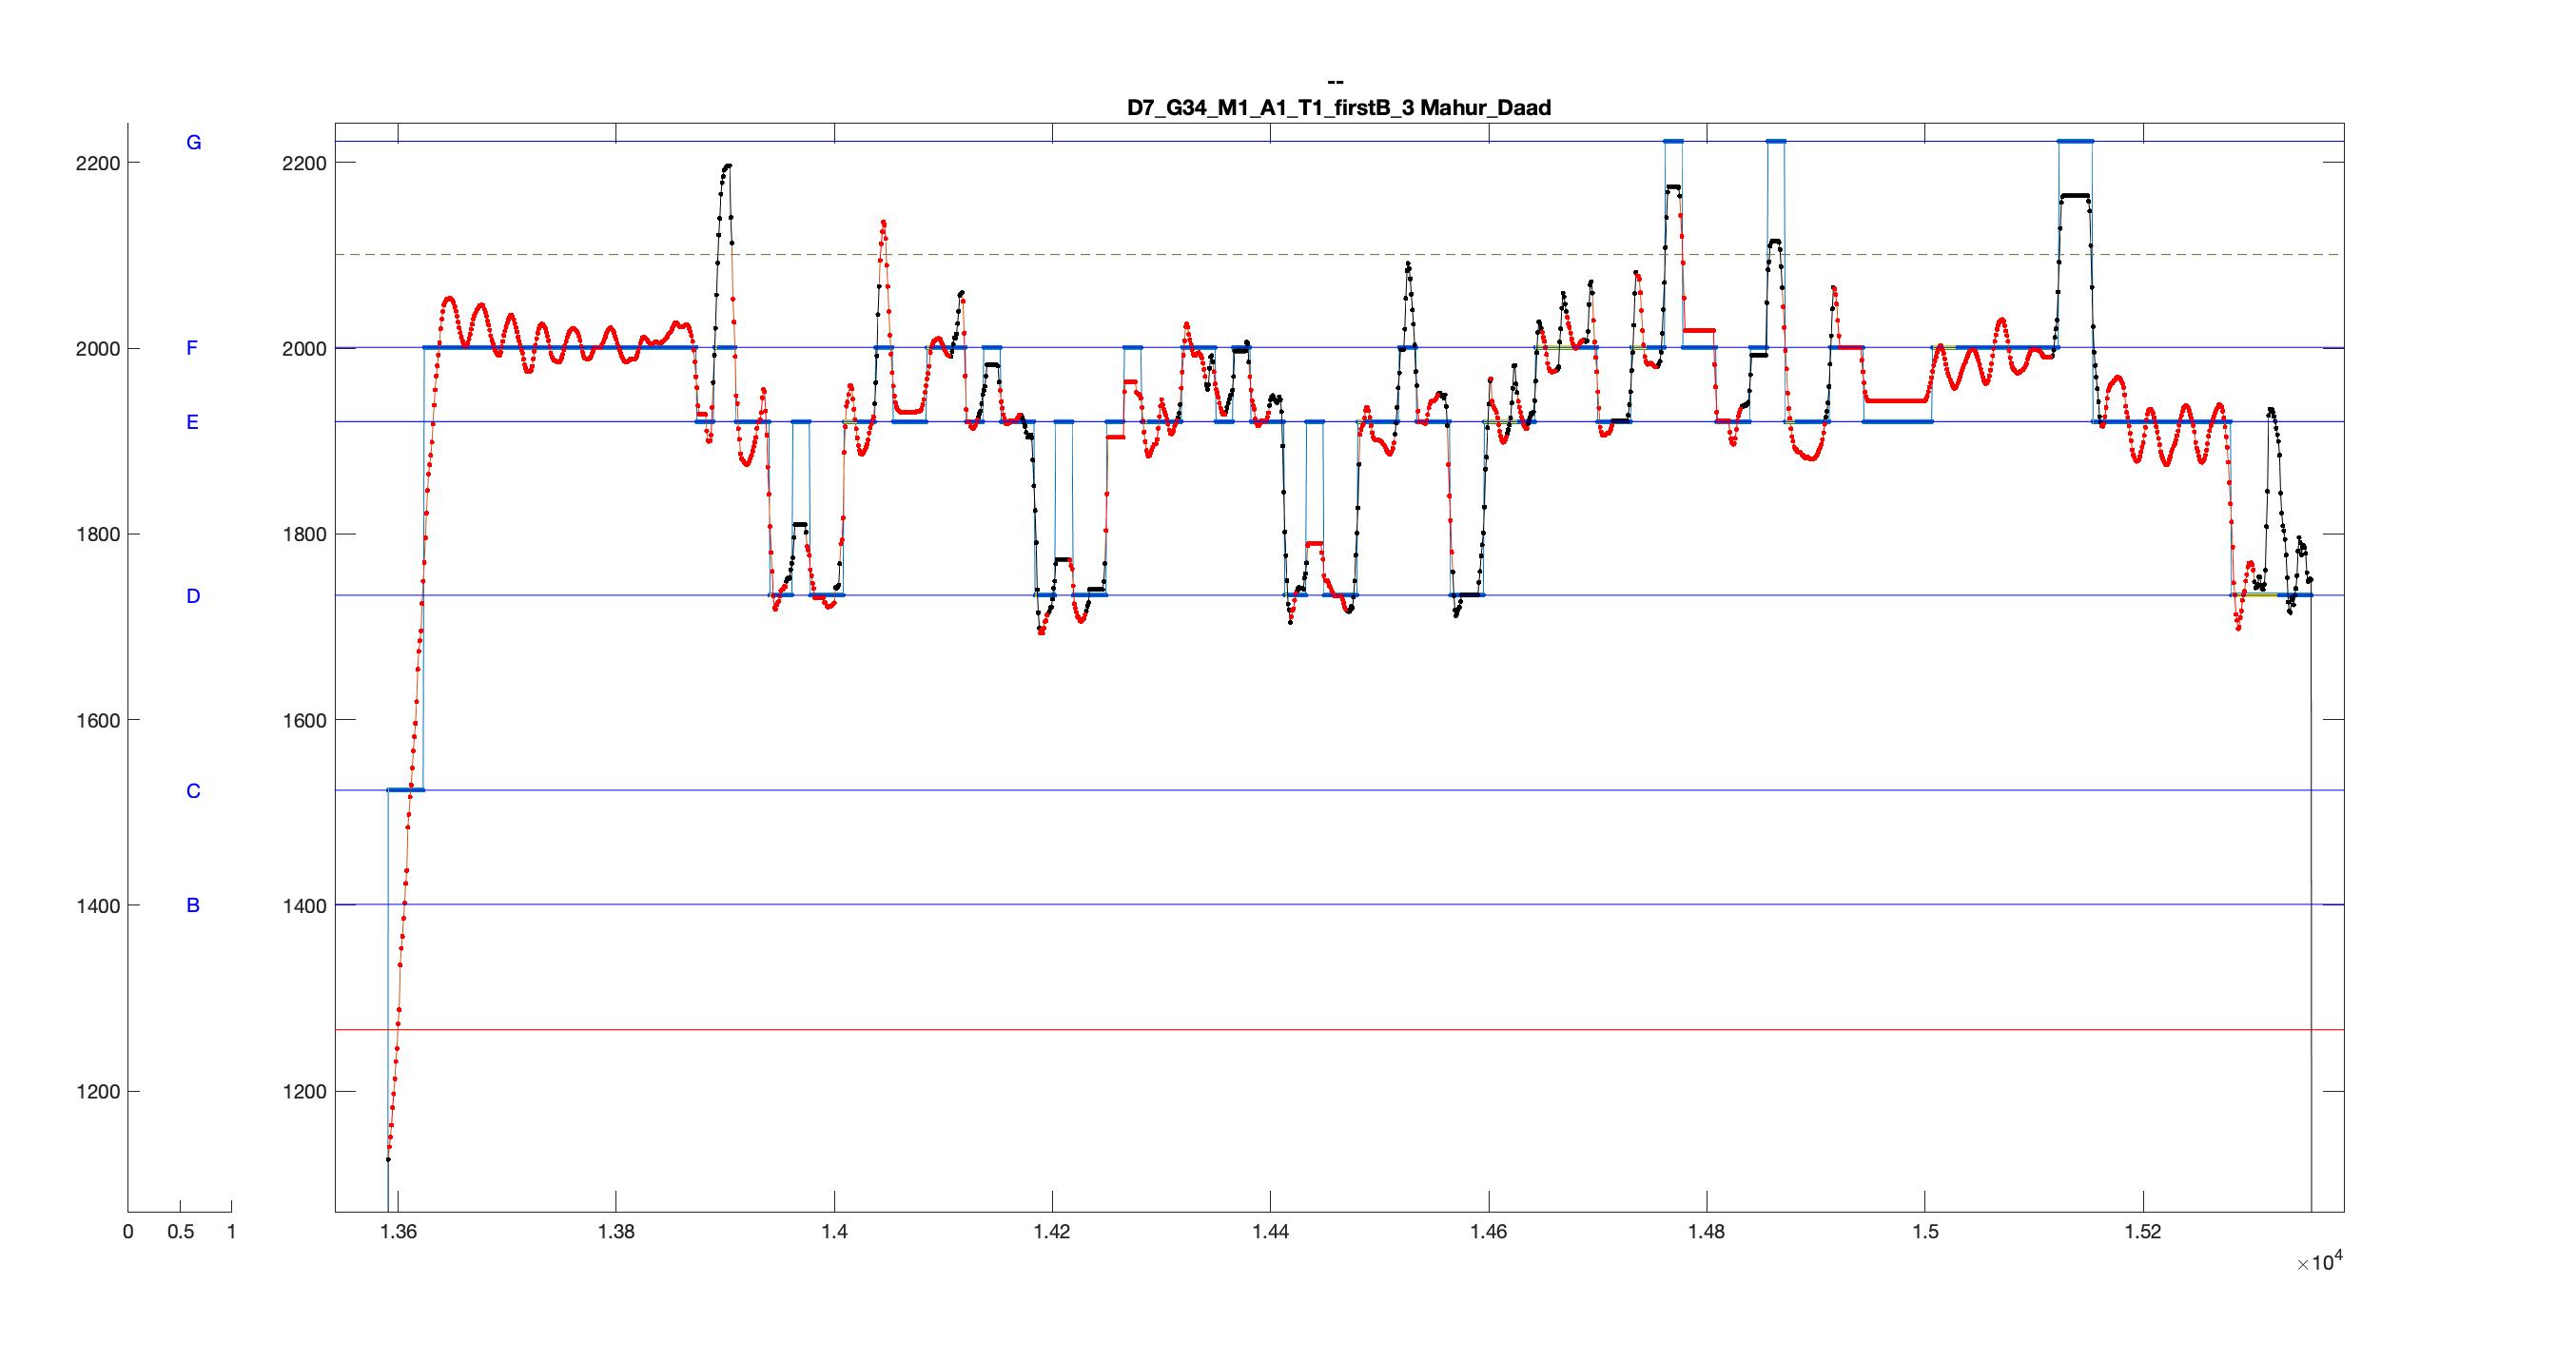 --
D7_G34_M1_A1_T1_firstB_3 Mahur_Daad
G
2200 2200
2000 F 2000
E
1800 1800
D
1600 1600
C
1400 B 1400
1200 1200
0 0.5 1 1.36 1.38 1.4 1.42 1.44 1.46 1.48 1.5 1.52
×10^4